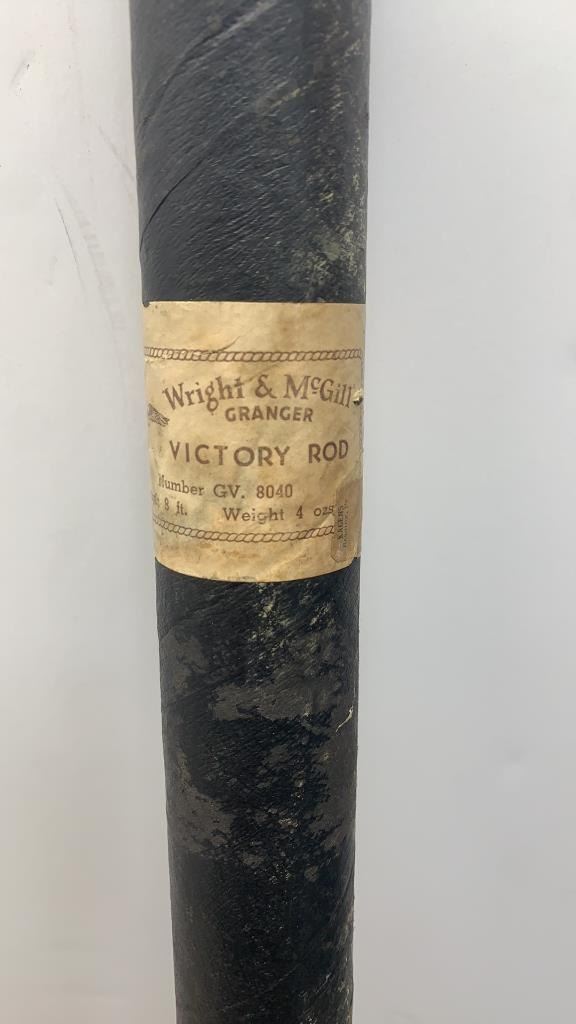 Wright & McGill
GRANGER
VICTORY ROD
Number GV. 8040
8 ft. Weight 4 ozs